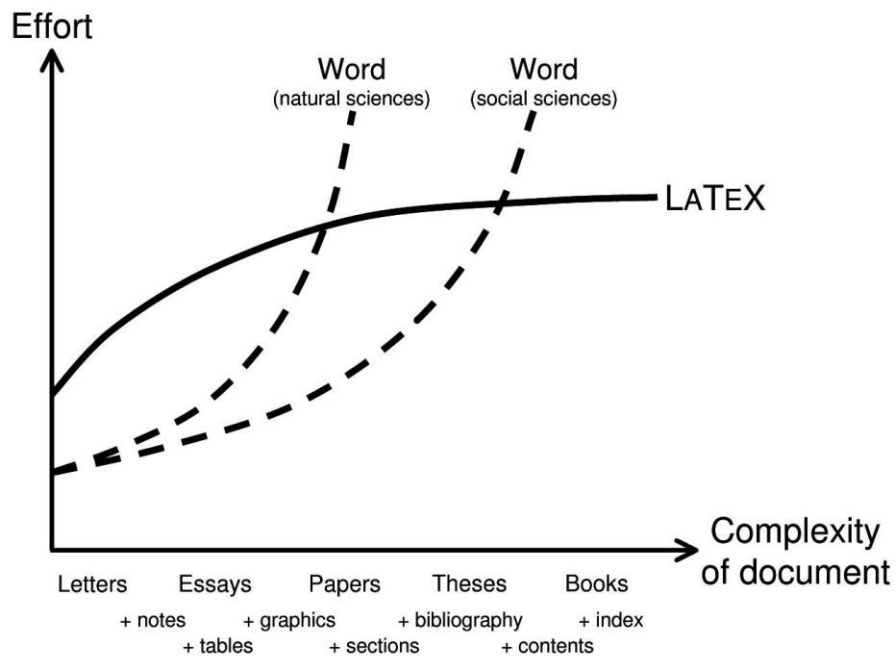 Effort
Word
(natural sciences)
Word
(social sciences)
LATEX
Complexity
of document
Letters Essays Papers Theses Books
+ notes + graphics + bibliography + index
+ tables + sections + contents